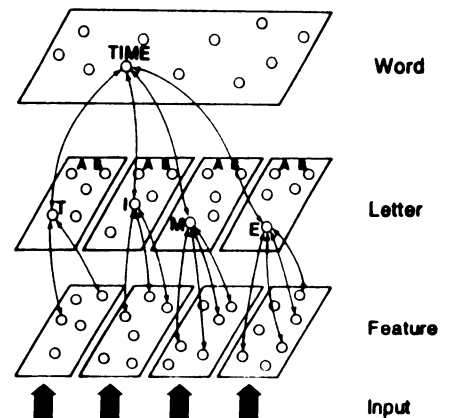 TIME
Word
A B A B A B A B
T I M E
Letter
Feature
Input